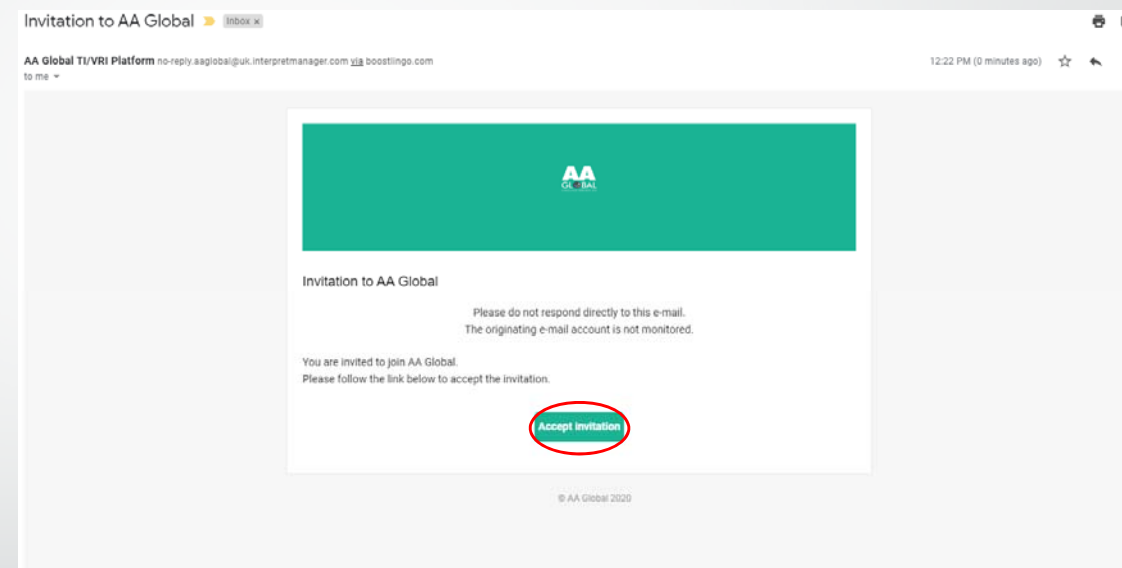 Invitation to AA Global Inbox x
AA Global TI/VRI Platform no-reply.aaglobal@uk.interpretmanager.com via boostlingo.com 12:22 PM (0 minutes ago)
to me
AA
GLOBAL
Invitation to AA Global
Please do not respond directly to this e-mail.
The originating e-mail account is not monitored.
You are invited to join AA Global.
Please follow the link below to accept the invitation.
Accept invitation
© AA Global 2020